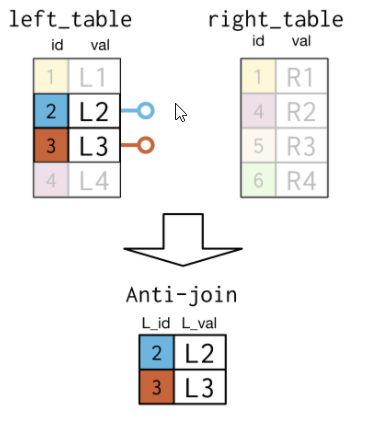 left_table right_table
id val id val
1 L1 1 R1
2 L2 4 R2
3 L3 5 R3
4 L4 6 R4
Anti-join
L_id L_val
2 L2
3 L3